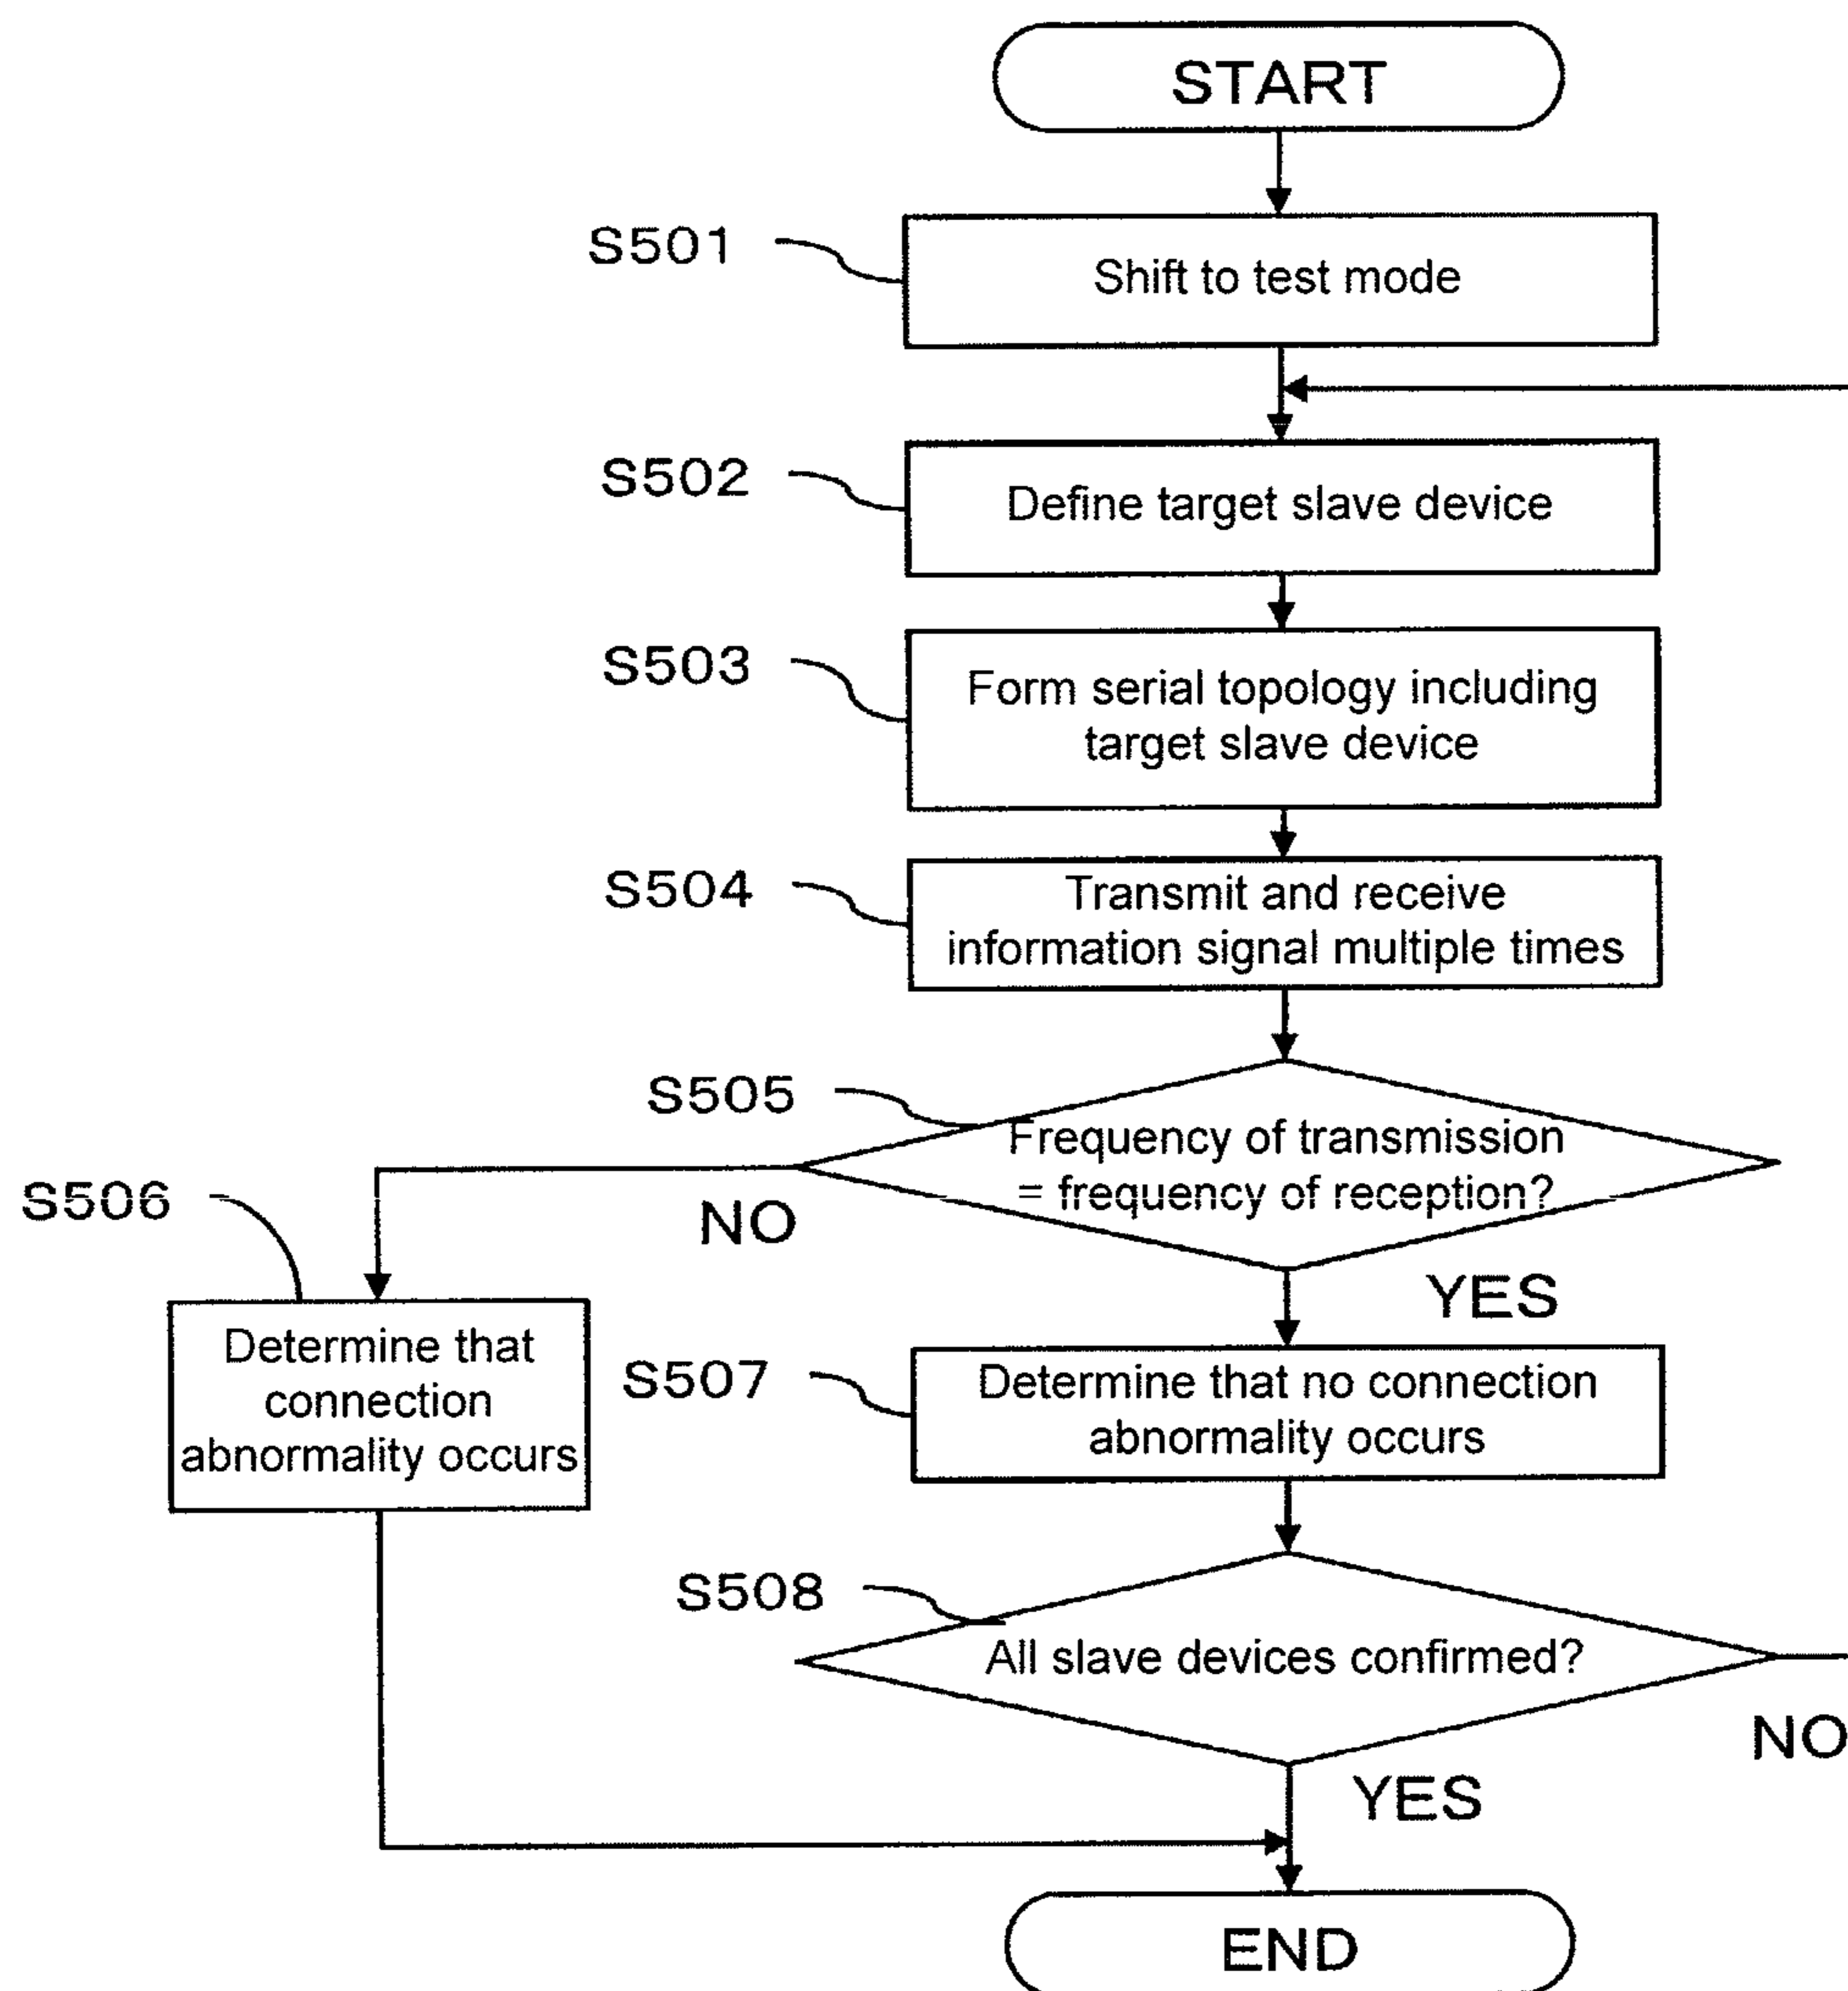 START
S501
Shift to test mode
S502
Define target slave device
S503
Form serial topology including
target slave device
S504
Transmit and receive
information signal multiple times
S505
Frequency of transmission
= frequency of reception?
NO
YES
S506
Determine that
connection
abnormality occurs
S507
Determine that no connection
abnormality occurs
S508
All slave devices confirmed?
NO
YES
END